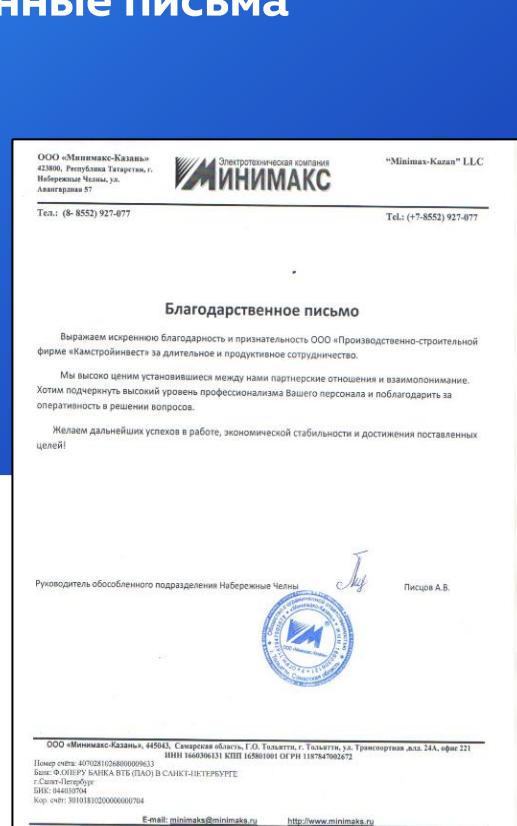 нные письма
ООО «Минимакс-Казань»
423800, Республика Татарстан, г.
Набережные Челны, ул.
Авангардная 57
Электротехническая компания
МИНИМАКС
"Minimax-Kazan" LLC
Тел.: (8- 8552) 927-077
Tel.: (+7-8552) 927-077
Благодарственное письмо
Выражаем искреннюю благодарность и признательность ООО «Производственно-строительной
фирме «Камстройинвест» за длительное и продуктивное сотрудничество.
Мы высоко ценим установившиеся между нами партнерские отношения и взаимопонимание.
Хотим подчеркнуть высокий уровень профессионализма Вашего персонала и поблагодарить за
оперативность в решении вопросов.
Желаем дальнейших успехов в работе, экономической стабильности и достижения поставленных
целей!
Руководитель обособленного подразделения Набережные Челны
Писцов А.В.
ООО «Минимакс-Казань», 445043, Самарская область, Г.О. Тольятти, г. Тольятти, ул. Транспортная ,влд. 24А, офис 221
ИНН 1660306131 КПП 165801001 ОГРН 1187847002672
Номер счёта: 40702810268000009633
Банк: Ф.ОПЕРУ БАНКА ВТБ (ПАО) В САНКТ-ПЕТЕРБУРГЕ
г.Санкт-Петербург
БИК: 044030704
Кор. счёт: 30101810200000000704
E-mail: minimaks@minimaks.ru http://www.minimaks.ru